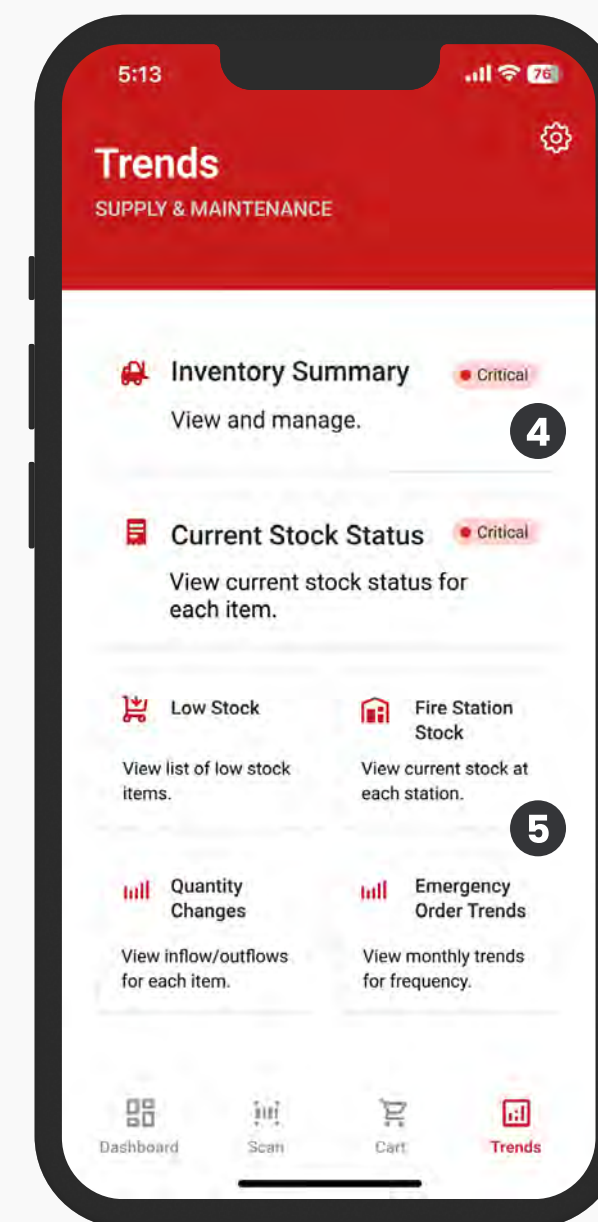 5:13
76
Trends
SUPPLY & MAINTENANCE
Inventory Summary
Critical
View and manage.
4
Current Stock Status
Critical
View current stock status for
each item.
Low Stock
View list of low stock
items.
Fire Station
Stock
View current stock at
each station.
5
Quantity
Changes
View inflow/outflows
for each item.
Emergency
Order Trends
View monthly trends
for frequency.
Dashboard
Scan
Cart
Trends